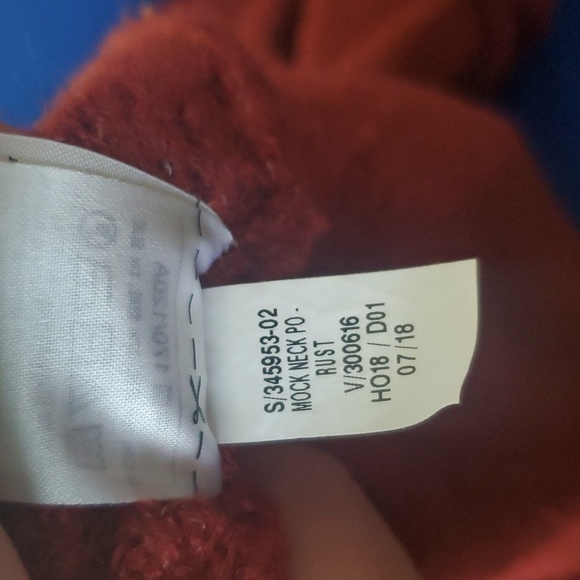 S/345953-02
MOCK NECK PO -
RUST
V/300616
HO18 / D01
07/18